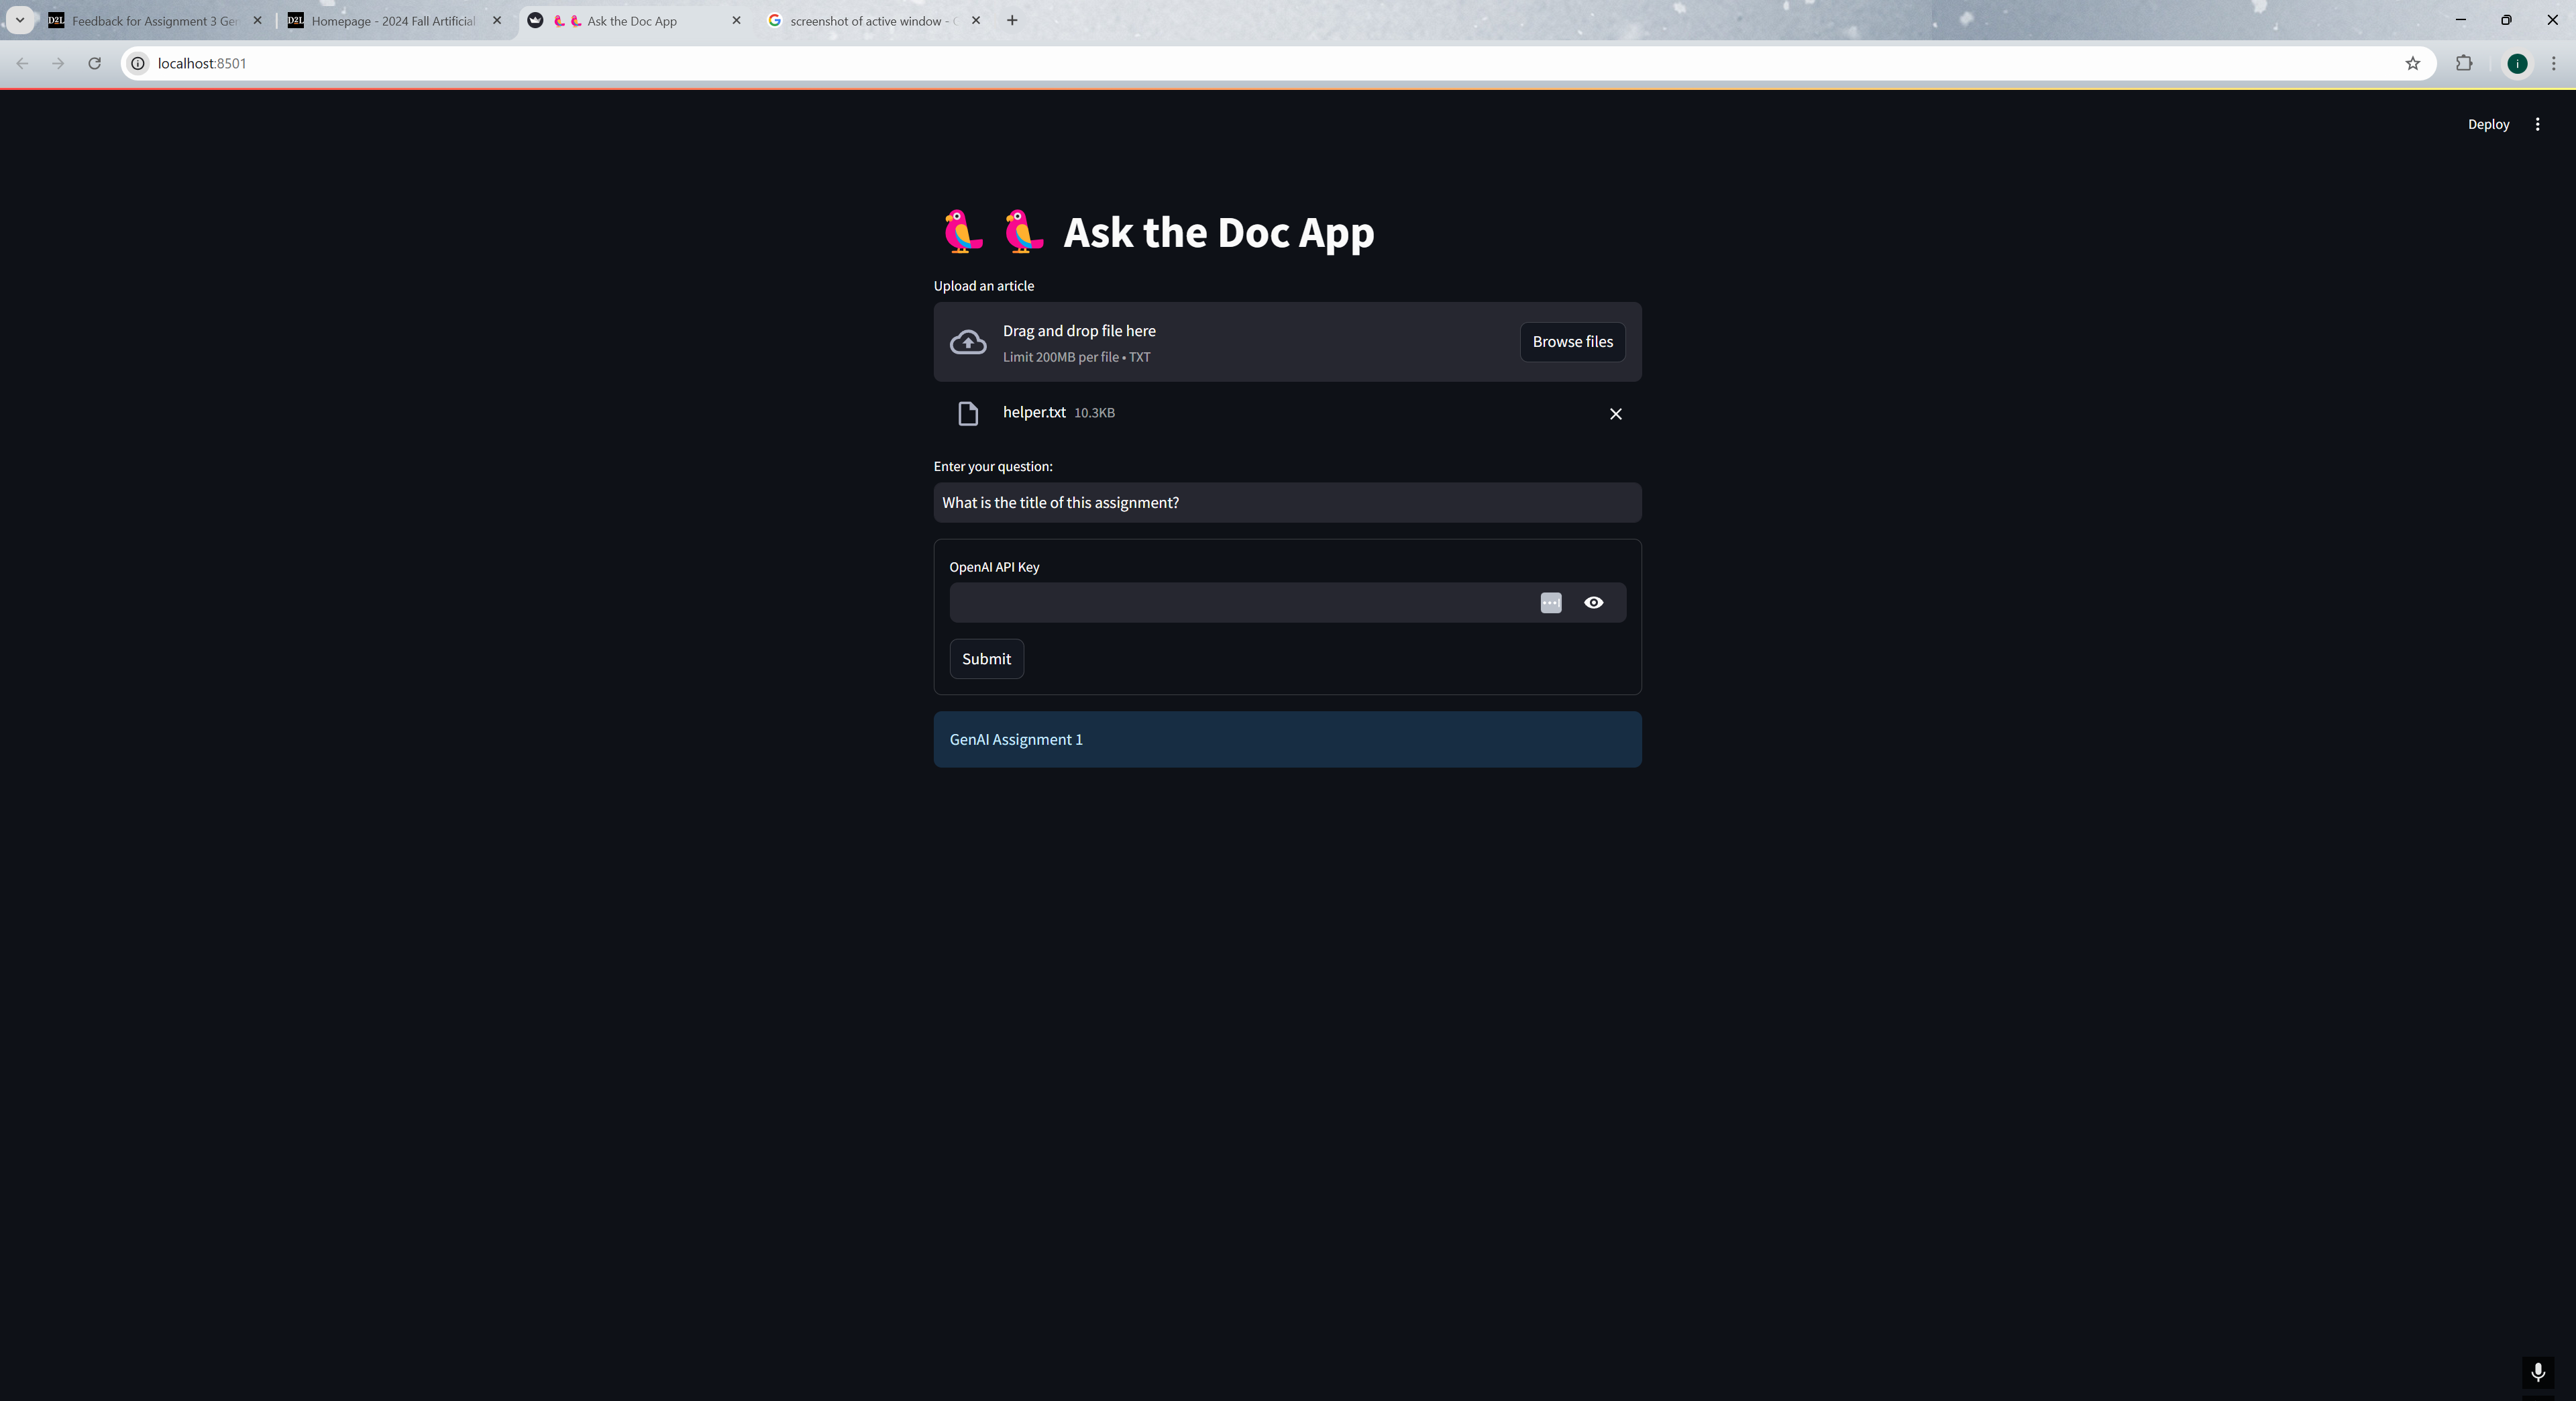 Feedback for Assignment 3 Ge
Homepage - 2024 Fall Artificial
Ask the Doc App
screenshot of active window -
localhost:8501
i
Deploy
Ask the Doc App
Upload an article
Drag and drop file here
Limit 200MB per file • TXT
Browse files
helper.txt 10.3KB
Enter your question:
What is the title of this assignment?
OpenAI API Key
Submit
GenAI Assignment 1